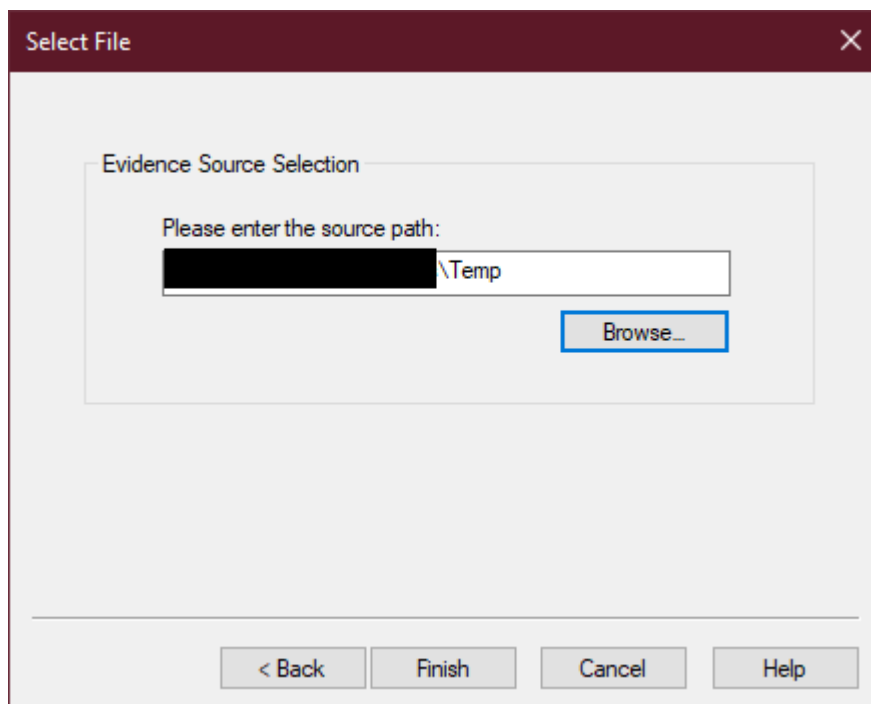 Select File
Evidence Source Selection
Please enter the source path:
\Temp
Browse...
< Back Finish Cancel Help